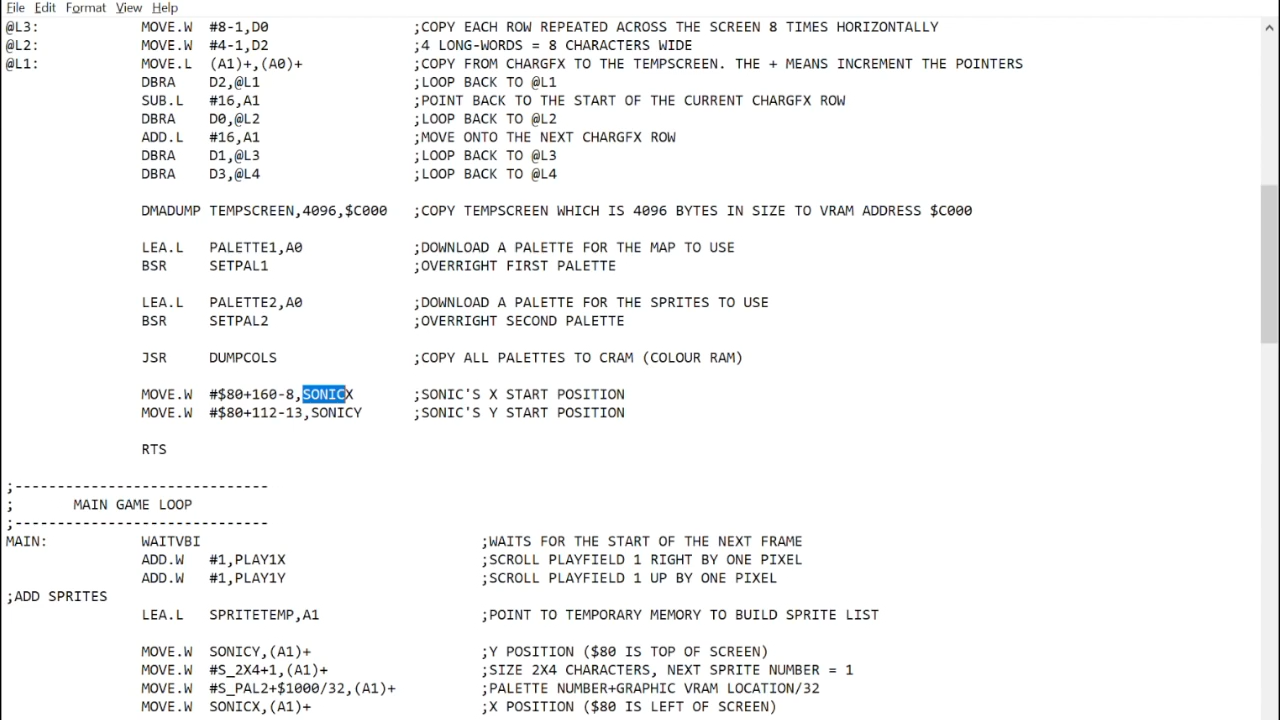 File Edit Format View Help
@L3: MOVE.W #8-1,D0 ;COPY EACH ROW REPEATED ACROSS THE SCREEN 8 TIMES HORIZONTALLY
@L2: MOVE.W #4-1,D2 ;4 LONG-WORDS = 8 CHARACTERS WIDE
@L1: MOVE.L (A1)+,(A0)+ ;COPY FROM CHARGFX TO THE TEMPSCREEN. THE + MEANS INCREMENT THE POINTERS
DBRA D2,@L1 ;LOOP BACK TO @L1
SUB.L #16,A1 ;POINT BACK TO THE START OF THE CURRENT CHARGFX ROW
DBRA D0,@L2 ;LOOP BACK TO @L2
ADD.L #16,A1 ;MOVE ONTO THE NEXT CHARGFX ROW
DBRA D1,@L3 ;LOOP BACK TO @L3
DBRA D3,@L4 ;LOOP BACK TO @L4
DMADUMP TEMPSCREEN,4096,$C000 ;COPY TEMPSCREEN WHICH IS 4096 BYTES IN SIZE TO VRAM ADDRESS $C000
LEA.L PALETTE1,A0 ;DOWNLOAD A PALETTE FOR THE MAP TO USE
BSR SETPAL1 ;OVERRIGHT FIRST PALETTE
LEA.L PALETTE2,A0 ;DOWNLOAD A PALETTE FOR THE SPRITES TO USE
BSR SETPAL2 ;OVERRIGHT SECOND PALETTE
JSR DUMPCOLS ;COPY ALL PALETTES TO CRAM (COLOUR RAM)
MOVE.W #$80+160-8,SONICX ;SONIC'S X START POSITION
MOVE.W #$80+112-13,SONICY ;SONIC'S Y START POSITION
RTS
;------------------------------
; MAIN GAME LOOP
;------------------------------
MAIN: WAITVBI ;WAITS FOR THE START OF THE NEXT FRAME
ADD.W #1,PLAY1X ;SCROLL PLAYFIELD 1 RIGHT BY ONE PIXEL
ADD.W #1,PLAY1Y ;SCROLL PLAYFIELD 1 UP BY ONE PIXEL
;ADD SPRITES
LEA.L SPRITETEMP,A1 ;POINT TO TEMPORARY MEMORY TO BUILD SPRITE LIST
MOVE.W SONICY,(A1)+ ;Y POSITION ($80 IS TOP OF SCREEN)
MOVE.W #S_2X4+1,(A1)+ ;SIZE 2X4 CHARACTERS, NEXT SPRITE NUMBER = 1
MOVE.W #S_PAL2+$1000/32,(A1)+ ;PALETTE NUMBER+GRAPHIC VRAM LOCATION/32
MOVE.W SONICX,(A1)+ ;X POSITION ($80 IS LEFT OF SCREEN)